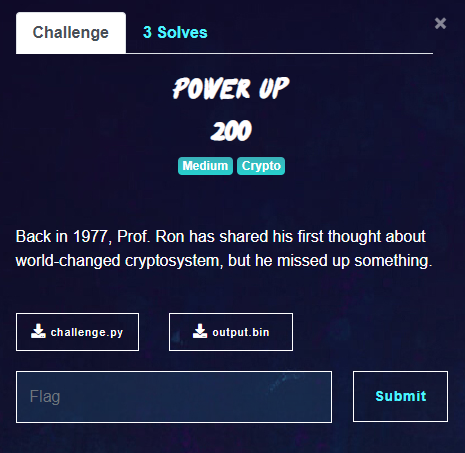 Challenge
3 Solves
×
POWER UP
200
Medium Crypto
Back in 1977, Prof. Ron has shared his first thought about
world-changed cryptosystem, but he missed up something.
challenge.py
output.bin
Flag
Submit